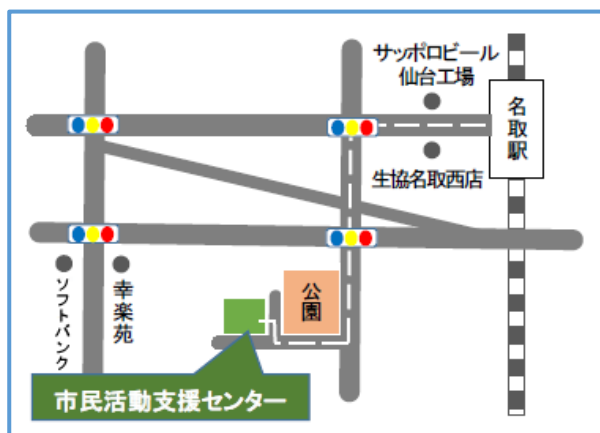 サッポロビール
仙台工場
名取駅
生協名取西店
公園
ソフトバンク
幸楽苑
市民活動支援センター